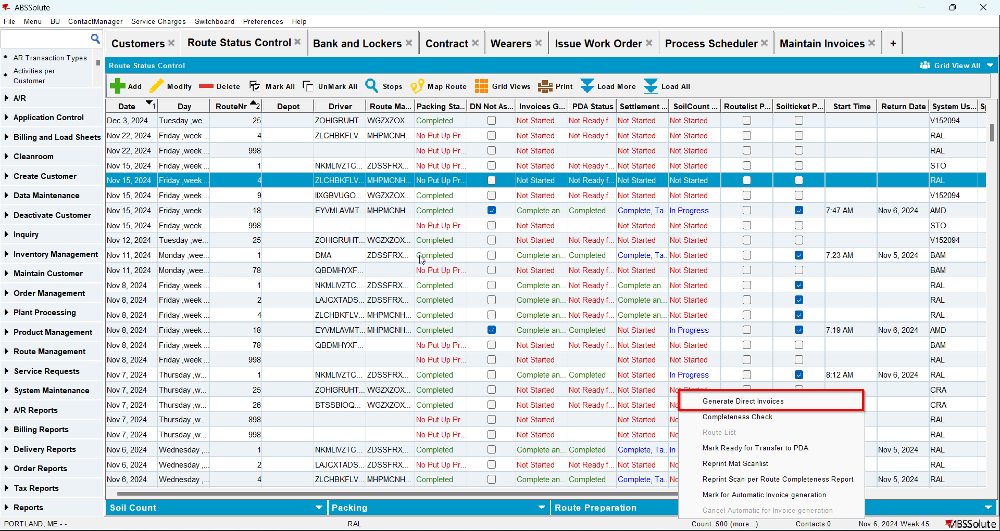 ABSSolute
File Menu BU ContactManager Service Charges Switchboard Preferences Help
Customers Route Status Control Bank and Lockers Contract Wearers Issue Work Order Process Scheduler Maintain Invoices +
AR Transaction Types
Activities per
Customer
A/R
Application Control
Billing and Load Sheets
Cleanroom
Create Customer
Data Maintenance
Deactivate Customer
Inquiry
Inventory Management
Maintain Customer
Order Management
Plant Processing
Product Management
Route Management
Service Requests
System Maintenance
A/R Reports
Billing Reports
Delivery Reports
Order Reports
Tax Reports
Reports
Route Status Control Grid View All
Add Modify Delete Mark All UnMark All Stops Map Route Grid Views Print Load More Load All
Date 1 Day RouteNr 2 Depot Driver Route Ma... Packing Sta... DN Not As... Invoices G... PDA Status Settlement ... SoilCount ... Routelist P... Soilticket P... Start Time Return Date System Us... Sp
Dec 3, 2024 Tuesday ,we... 25 ZOHIGRUHT... WGZXZOX... Completed Not Started Not Ready f... Not Started Not Started V152094
Nov 22, 2024 Friday ,week ... 4 ZLCHBKFLV... MHPMCNH... No Put Up Pr... Not Started Not Ready f... Not Started Not Started RAL
Nov 22, 2024 Friday ,week ... 998 No Put Up Pr... Not Started Not Started Not Started RAL
Nov 15, 2024 Friday ,week ... 1 NKMLIVZTC... ZDSSFRX... No Put Up Pr... Not Started Not Ready f... Not Started Not Started STO
Nov 15, 2024 Friday ,week ... 4 ZLCHBKFLV... MHPMCNH... No Put Up Pr... Not Started Not Ready f... Not Started Not Started RAL
Nov 15, 2024 Friday ,week ... 9 IIXGBVUGO... WGZXZOX... Completed Not Started Not Ready f... Not Started Not Started V152094
Nov 15, 2024 Friday ,week ... 18 EYVMLAVMT... MHPMCNH... Completed Complete an... Completed Complete, Ta... In Progress 7:47 AM Nov 6, 2024 AMD
Nov 15, 2024 Friday ,week ... 998 No Put Up Pr... Not Started Not Started Not Started STO
Nov 12, 2024 Tuesday ,we... 25 ZOHIGRUHT... WGZXZOX... Completed Not Started Not Ready f... Not Started Not Started V152094
Nov 11, 2024 Monday ,wee... 1 DMA ZDSSFRX... Completed Complete an... Completed Complete, Ta... Not Started 7:23 AM Nov 5, 2024 BAM
Nov 11, 2024 Monday ,wee... 78 QBDMHYXF... No Put Up Pr... Not Started Not Ready f... Not Started Not Started BAM
Nov 8, 2024 Friday ,week ... 1 NKMLIVZTC... ZDSSFRX... Completed Complete an... Not Ready f... Complete an... Not Started RAL
Nov 8, 2024 Friday ,week ... 2 LAJCXTADS... ZDSSFRX... Completed Complete an... Not Ready f... Complete an... Not Started RAL
Nov 8, 2024 Friday ,week ... 4 ZLCHBKFLV... MHPMCNH... Completed Complete an... Not Ready f... Complete an... Not Started RAL
Nov 8, 2024 Friday ,week ... 18 EYVMLAVMT... MHPMCNH... Completed Complete an... Completed Not Started In Progress 7:19 AM Nov 6, 2024 AMD
Nov 8, 2024 Friday ,week ... 78 QBDMHYXF... No Put Up Pr... Not Started Not Ready f... Not Started Not Started BAM
Nov 8, 2024 Friday ,week ... 998 No Put Up Pr... Not Started Not Started Not Started RAL
Nov 7, 2024 Thursday ,w... 1 NKMLIVZTC... ZDSSFRX... Completed Complete an... Completed Not Started In Progress 8:12 AM Nov 6, 2024 RAL
Nov 7, 2024 Thursday ,w... 25 ZOHIGRUHT... WGZXZOX... Completed Not Started Not Ready f... Not Started Not Started CRA
Nov 7, 2024 Thursday ,w... 26 BTSSBIOQ... WGZXZOX... Completed Not Started Not Ready f... Not Started No CRA
Nov 7, 2024 Thursday ,w... 898 No Put Up Pr... Not Started Not Started No RAL
Nov 7, 2024 Thursday ,w... 998 No Put Up Pr... Not Started Not Started No RAL
Nov 6, 2024 Wednesday ,... 1 NKMLIVZTC... ZDSSFRX... Completed Complete an... Completed Complete, Ta... In Nov 5, 2024 RAL
Nov 6, 2024 Wednesday ,... 2 LAJCXTADS... ZDSSFRX... No Put Up Pr... Not Started Not Ready f... Not Started No RAL
Nov 6, 2024 Wednesday ,... 4 ZLCHBKFLV... MHPMCNH... Completed Complete an... Completed Complete, Ta... No Nov 5, 2024 RAL
Generate Direct Invoices
Completeness Check
Route List
Mark Ready for Transfer to PDA
Reprint Mat Scanlist
Reprint Scan per Route Completeness Report
Mark for Automatic Invoice generation
Cancel Automatic for Invoice generation
Soil Count Packing Route Preparation
PORTLAND, ME - - RAL Count: 500 (more...) Contacts 0 Nov 6, 2024 Week 45 ABSSolute